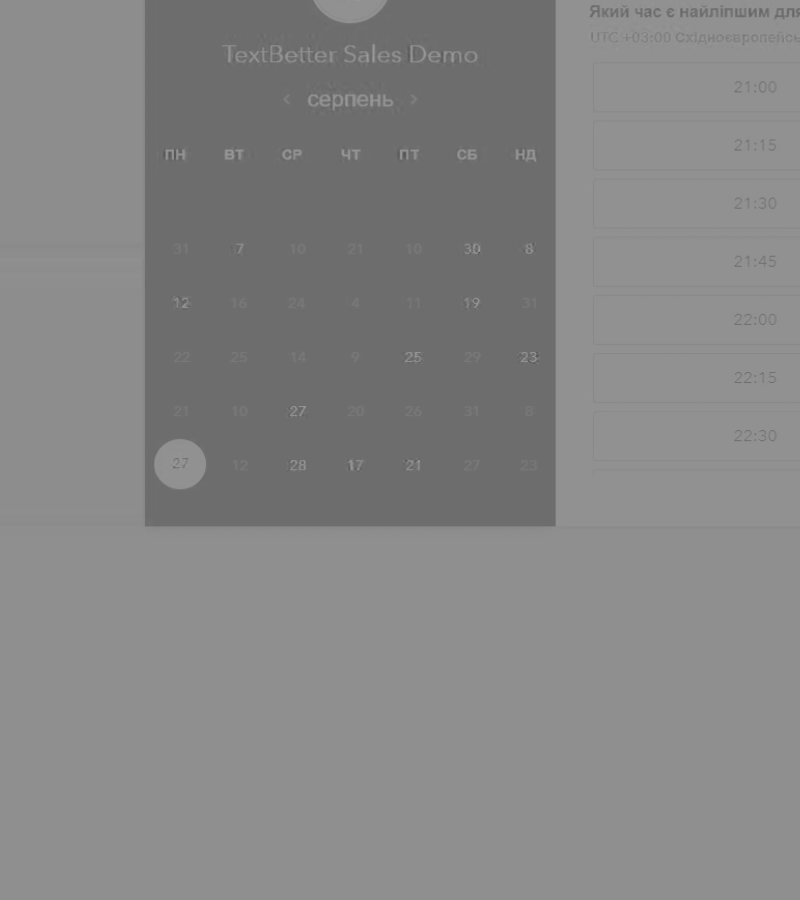 TextBetter Sales Demo
‹ серпень ›
ПН ВТ СР ЧТ ПТ СБ НД
31 7 10 21 10 30 8
12 16 24 4 11 19 31
22 25 14 9 25 29 23
21 10 27 20 26 31 8
27 12 28 17 21 27 23
Який час є найліпшим для
UTC +03:00 Східноєвропейсь
21:00
21:15
21:30
21:45
22:00
22:15
22:30